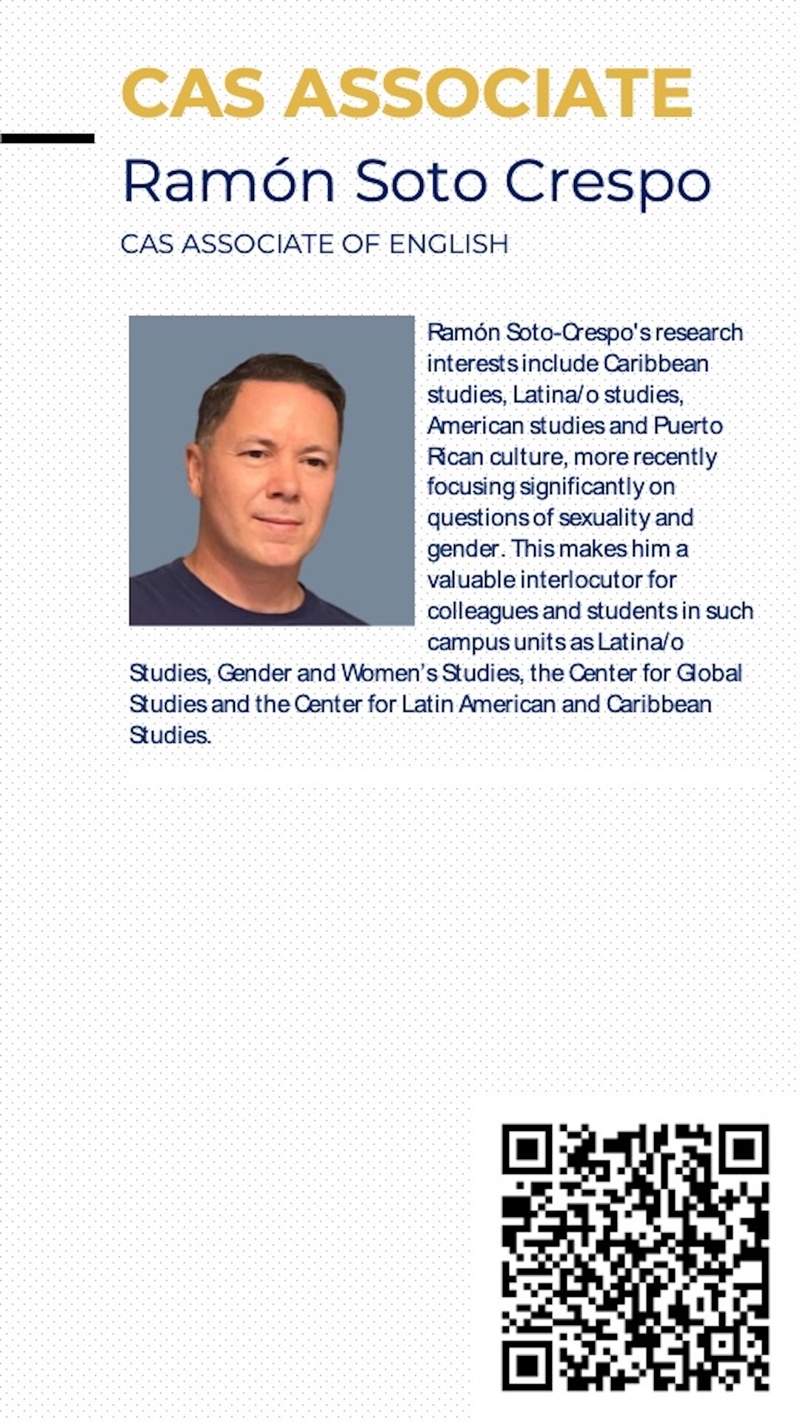 CAS ASSOCIATE
Ramón Soto Crespo
CAS ASSOCIATE OF ENGLISH
Ramón Soto-Crespo's research
interests include Caribbean
studies, Latina/o studies,
American studies and Puerto
Rican culture, more recently
focusing significantly on
questions of sexuality and
gender. This makes him a
valuable interlocutor for
colleagues and students in such
campus units as Latina/o
Studies, Gender and Women’s Studies, the Center for Global
Studies and the Center for Latin American and Caribbean
Studies.